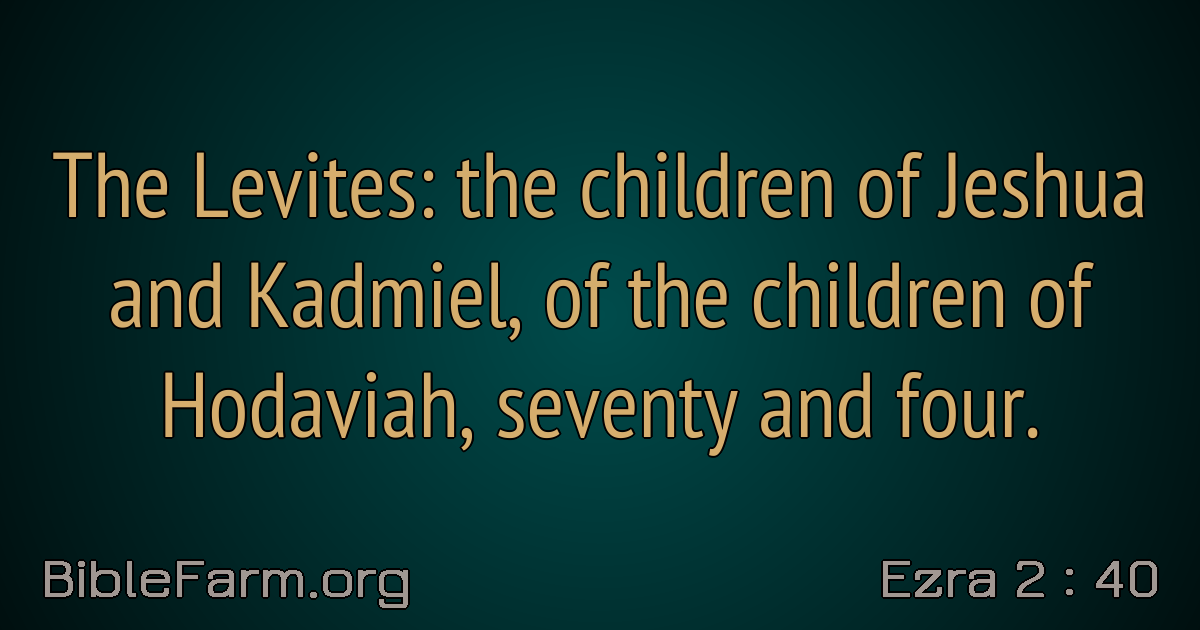 The Levites: the children of Jeshua
and Kadmiel, of the children of
Hodaviah, seventy and four.
BibleFarm.org
Ezra 2 : 40